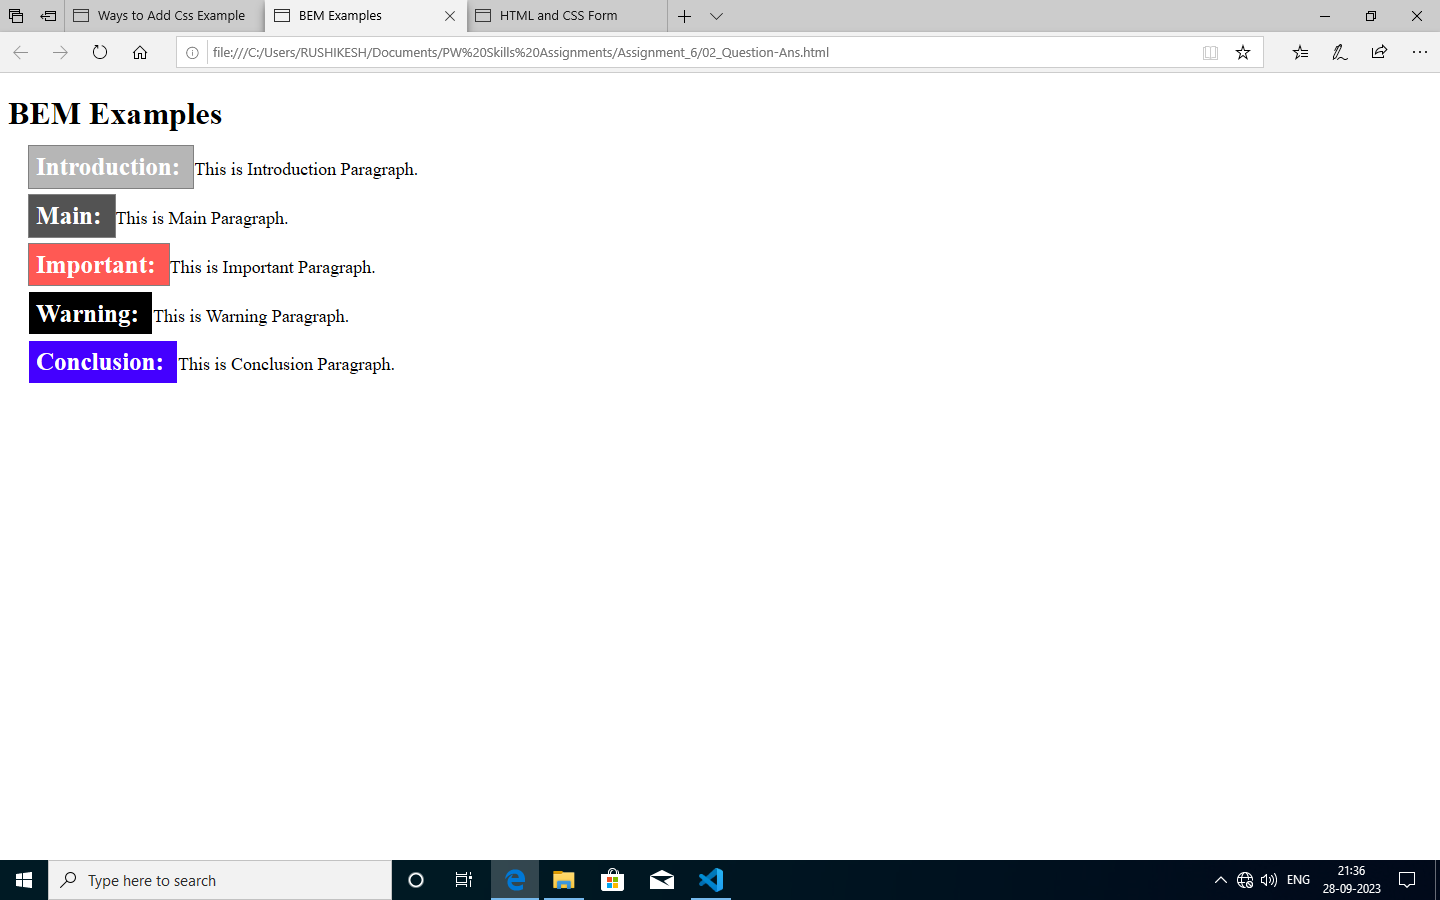 Ways to Add Css Example
BEM Examples
HTML and CSS Form
file:///C:/Users/RUSHIKESH/Documents/PW%20Skills%20Assignments/Assignment_6/02_Question-Ans.html
BEM Examples
Introduction: This is Introduction Paragraph.
Main: This is Main Paragraph.
Important: This is Important Paragraph.
Warning: This is Warning Paragraph.
Conclusion: This is Conclusion Paragraph.
Type here to search
ENG
21:36
28-09-2023